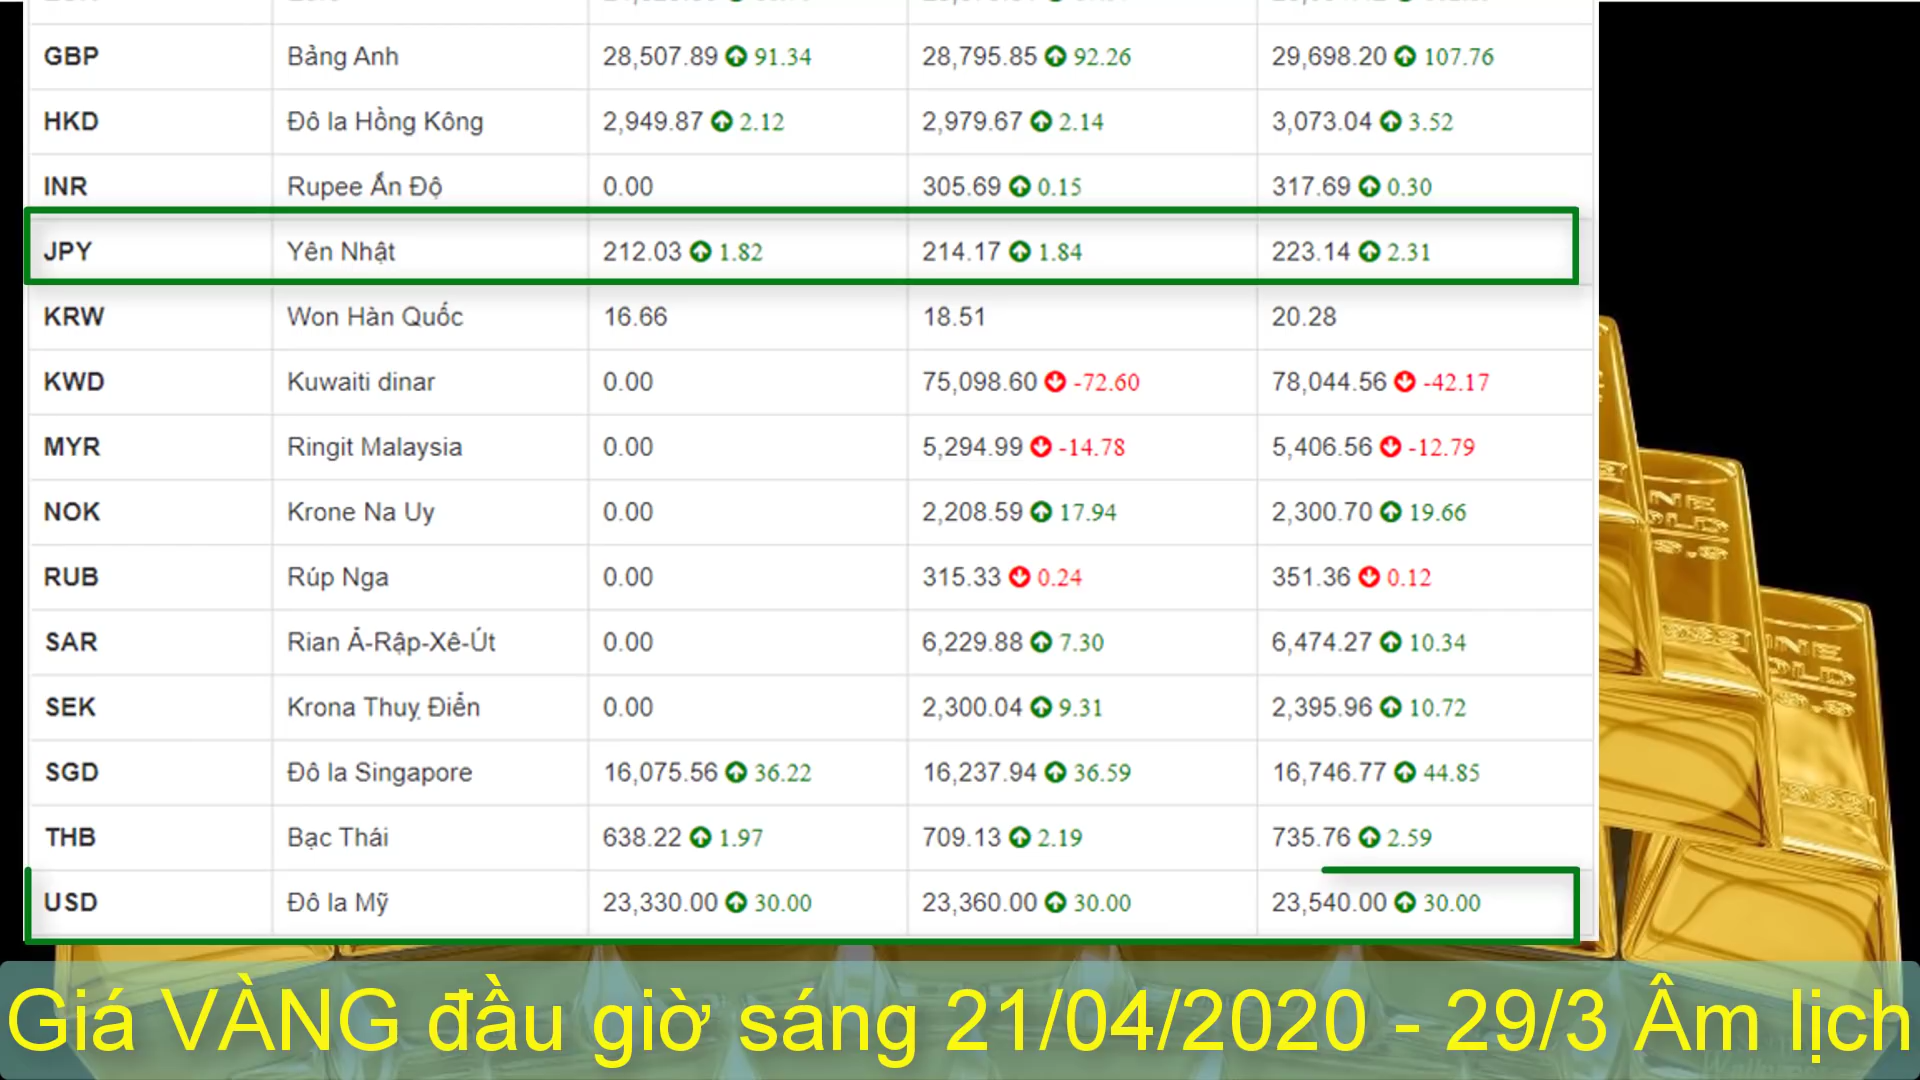 GBP Bảng Anh 28,507.89 91.34 28,795.85 92.26 29,698.20 107.76
HKD Đô la Hồng Kông 2,949.87 2.12 2,979.67 2.14 3,073.04 3.52
INR Rupee Ấn Độ 0.00 305.69 0.15 317.69 0.30
JPY Yên Nhật 212.03 1.82 214.17 1.84 223.14 2.31
KRW Won Hàn Quốc 16.66 18.51 20.28
KWD Kuwaiti dinar 0.00 75,098.60 -72.60 78,044.56 -42.17
MYR Ringit Malaysia 0.00 5,294.99 -14.78 5,406.56 -12.79
NOK Krone Na Uy 0.00 2,208.59 17.94 2,300.70 19.66
RUB Rúp Nga 0.00 315.33 0.24 351.36 0.12
SAR Rian Ả-Rập-Xê-Út 0.00 6,229.88 7.30 6,474.27 10.34
SEK Krona Thuỵ Điển 0.00 2,300.04 9.31 2,395.96 10.72
SGD Đô la Singapore 16,075.56 36.22 16,237.94 36.59 16,746.77 44.85
THB Bạc Thái 638.22 1.97 709.13 2.19 735.76 2.59
USD Đô la Mỹ 23,330.00 30.00 23,360.00 30.00 23,540.00 30.00
Giá VÀNG đầu giờ sáng 21/04/2020 - 29/3 Âm lịch